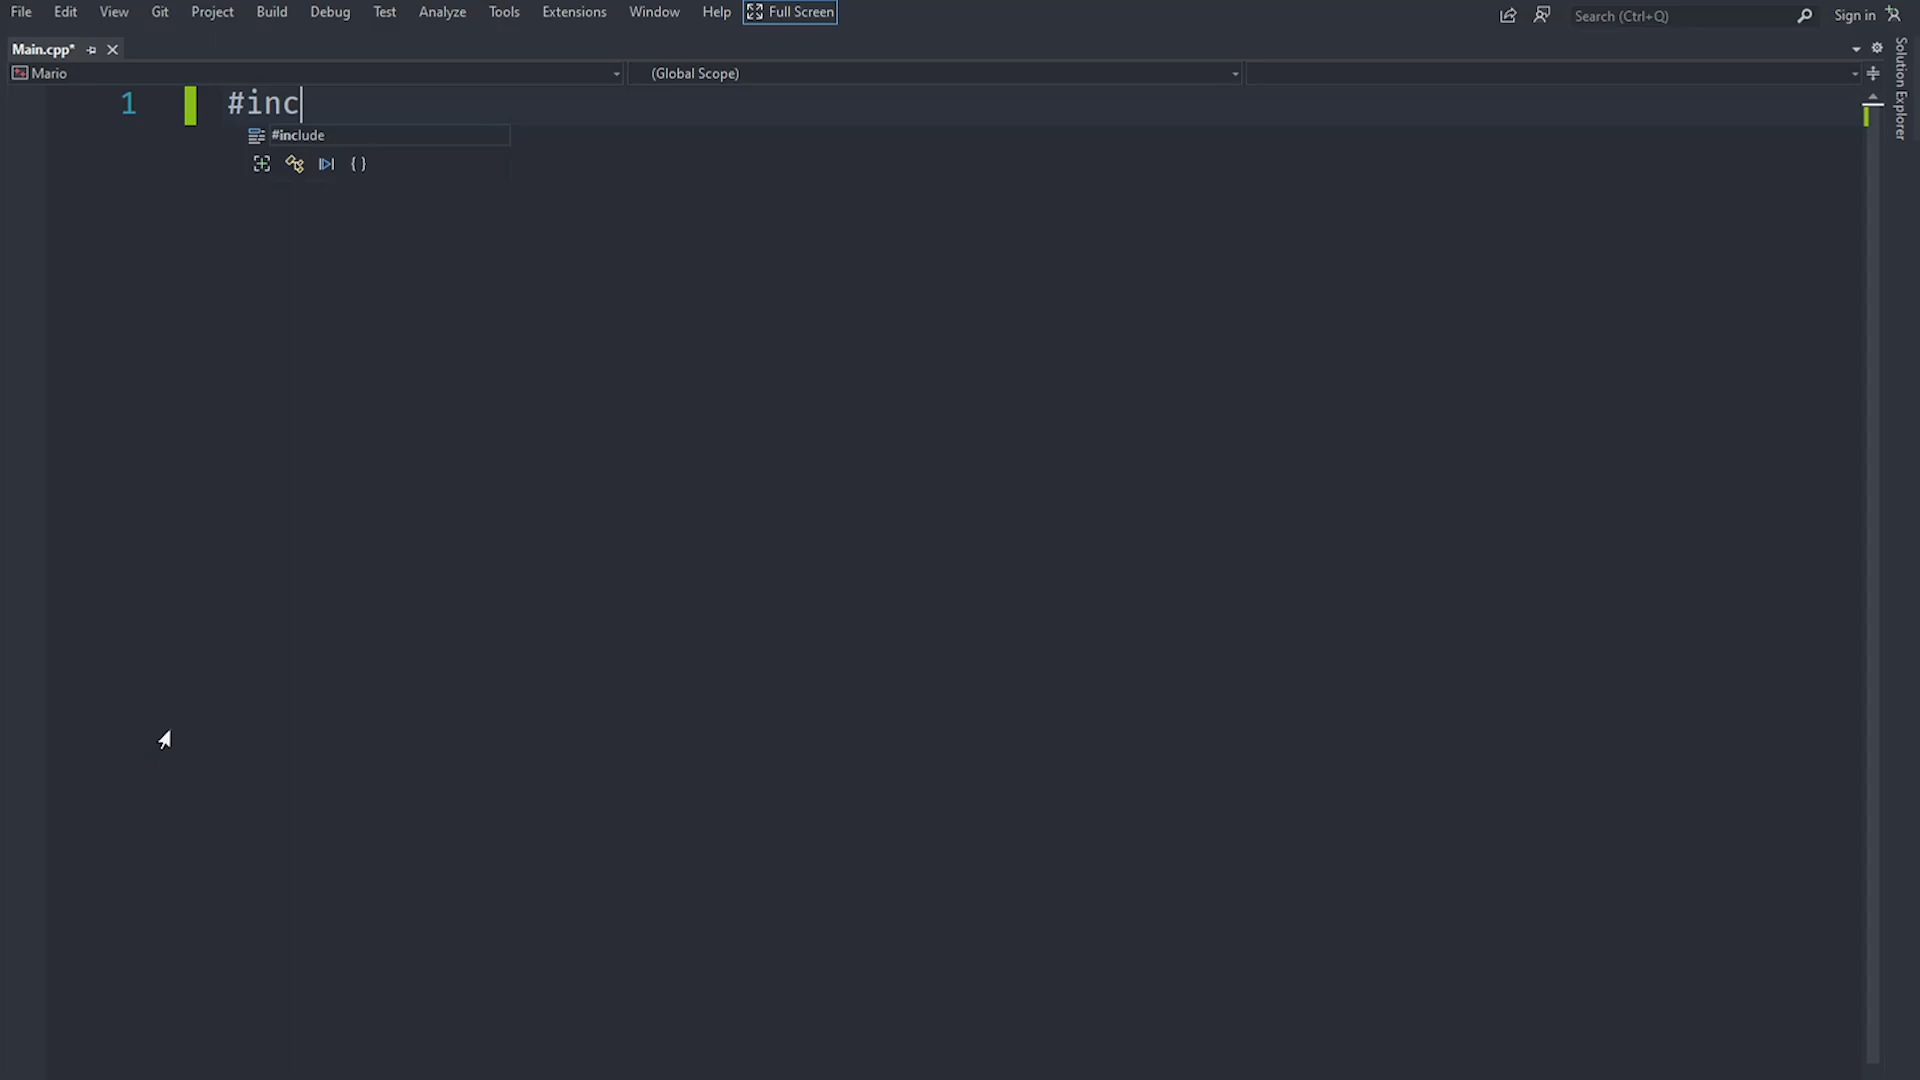 File Edit View Git Project Build Debug Test Analyze Tools Extensions Window Help Full Screen Search (Ctrl+Q) Sign in
Main.cpp*
Mario (Global Scope)
1 #inc
#include
{ }
Solution Explorer